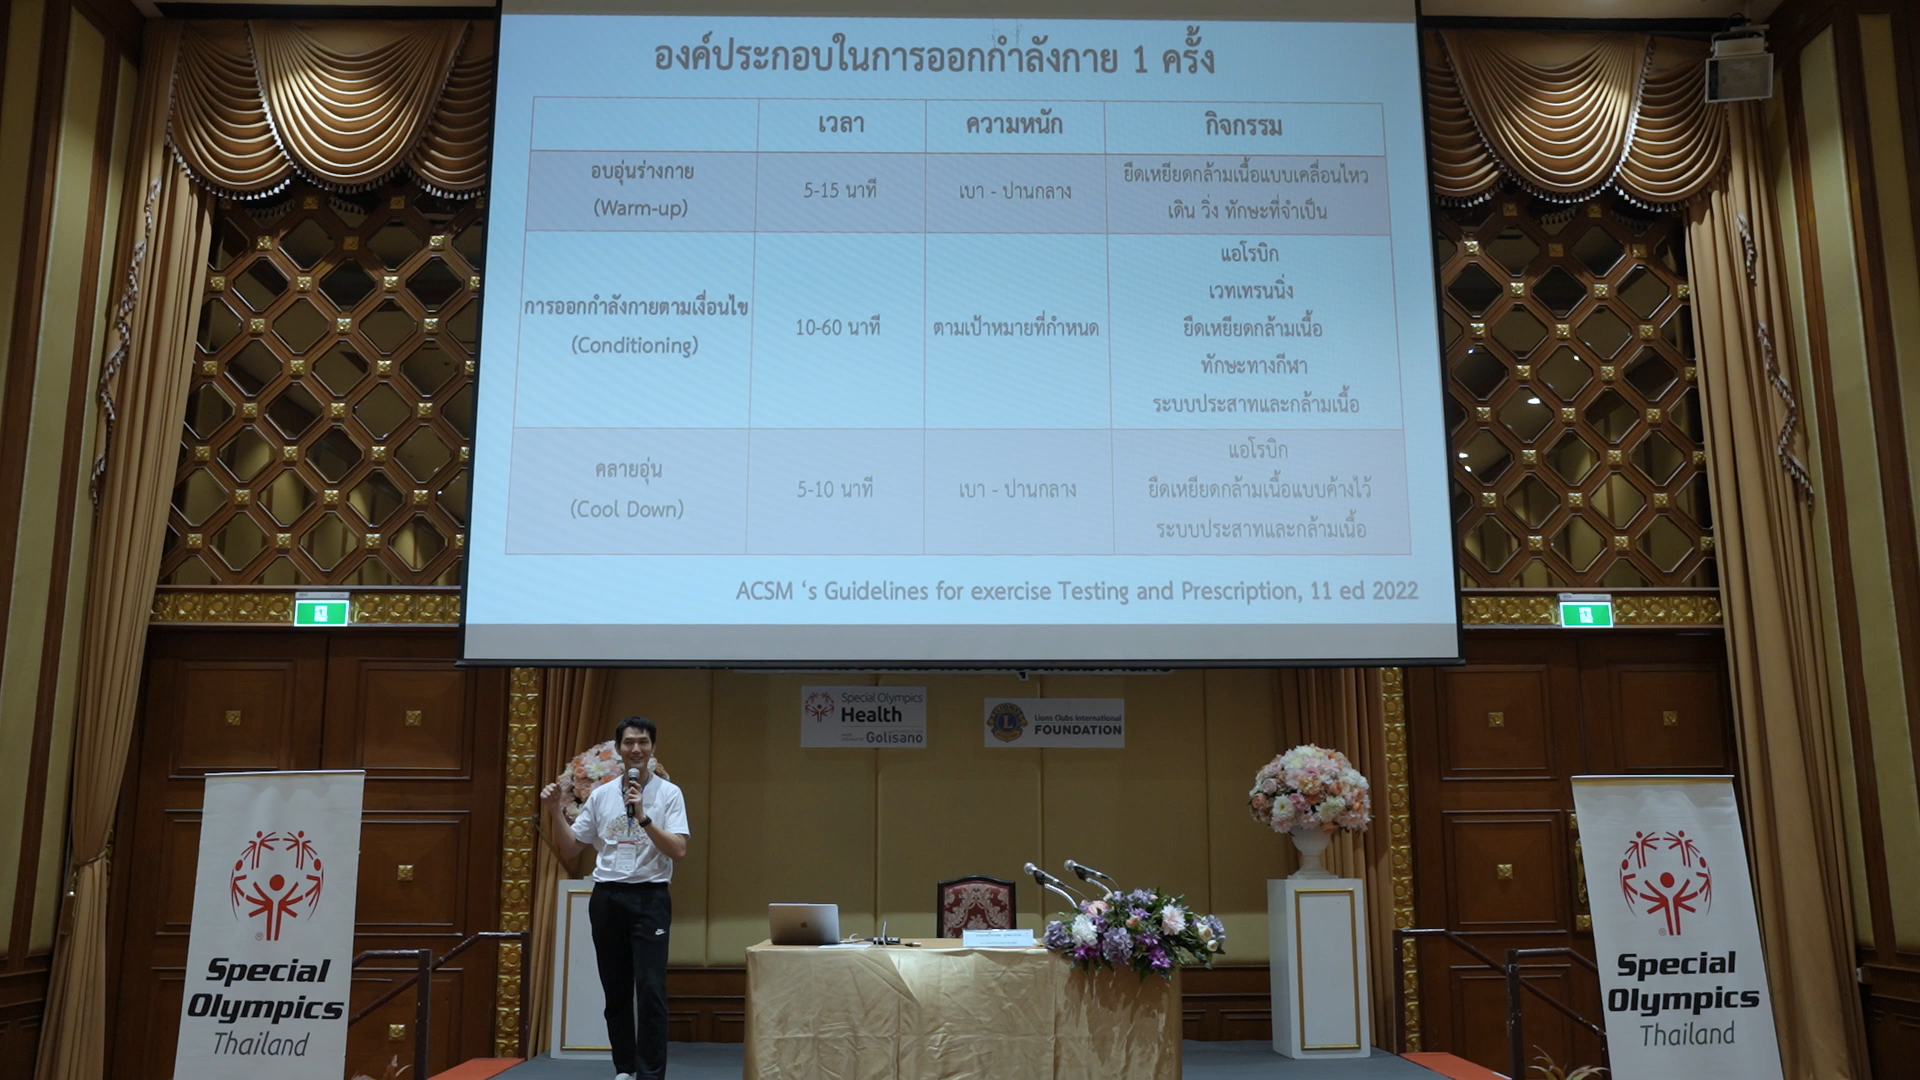 องค์ประกอบในการออกกำลังกาย 1 ครั้ง
เวลา
ความหนัก
กิจกรรม
อบอุ่นร่างกาย
(Warm-up)
5-15 นาที
เบา - ปานกลาง
ยืดเหยียดกล้ามเนื้อแบบเคลื่อนไหว
เดิน วิ่ง ทักษะที่จำเป็น
การออกกำลังกายตามเงื่อนไข
(Conditioning)
10-60 นาที
ตามเป้าหมายที่กำหนด
แอโรบิก
เวทเทรนนิ่ง
ยืดเหยียดกล้ามเนื้อ
ทักษะทางกีฬา
ระบบประสาทและกล้ามเนื้อ
คลายอุ่น
(Cool Down)
5-10 นาที
เบา - ปานกลาง
แอโรบิก
ยืดเหยียดกล้ามเนื้อแบบค้างไว้
ระบบประสาทและกล้ามเนื้อ
ACSM ‘s Guidelines for exercise Testing and Prescription, 11 ed 2022
Special Olympics
Health
Golisano
Lions Clubs International
FOUNDATION
Special
Olympics
Thailand
Special
Olympics
Thailand